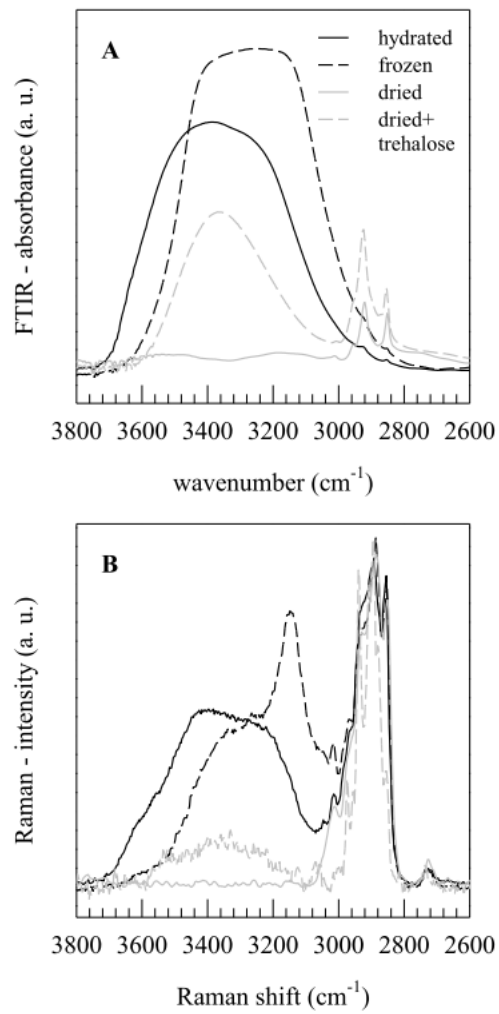 A
hydrated
frozen
dried
dried+
trehalose
FTIR - absorbance (a. u.)
3800 3600 3400 3200 3000 2800 2600
wavenumber (cm-1)
B
Raman - intensity (a. u.)
3800 3600 3400 3200 3000 2800 2600
Raman shift (cm-1)